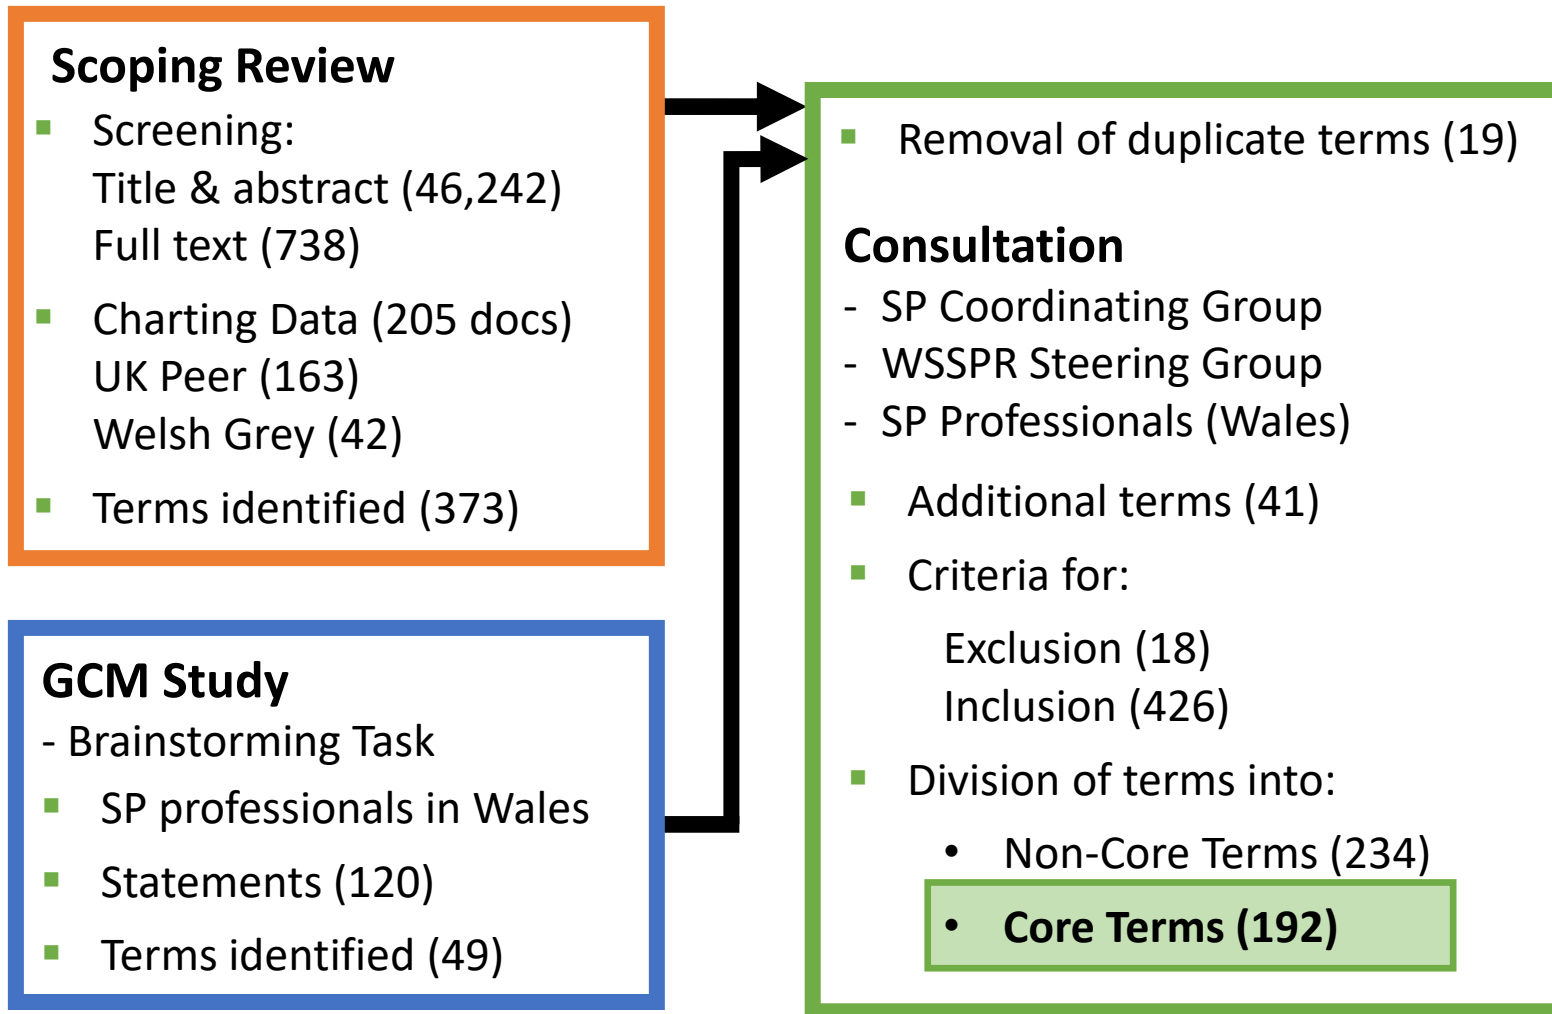 Scoping Review
▪ Screening:
Title & abstract (46,242)
Full text (738)
▪ Charting Data (205 docs)
UK Peer (163)
Welsh Grey (42)
▪ Terms identified (373)
GCM Study
- Brainstorming Task
▪ SP professionals in Wales
▪ Statements (120)
▪ Terms identified (49)
▪ Removal of duplicate terms (19)
Consultation
- SP Coordinating Group
- WSSPR Steering Group
- SP Professionals (Wales)
▪ Additional terms (41)
▪ Criteria for:
Exclusion (18)
Inclusion (426)
▪ Division of terms into:
• Non-Core Terms (234)
• Core Terms (192)